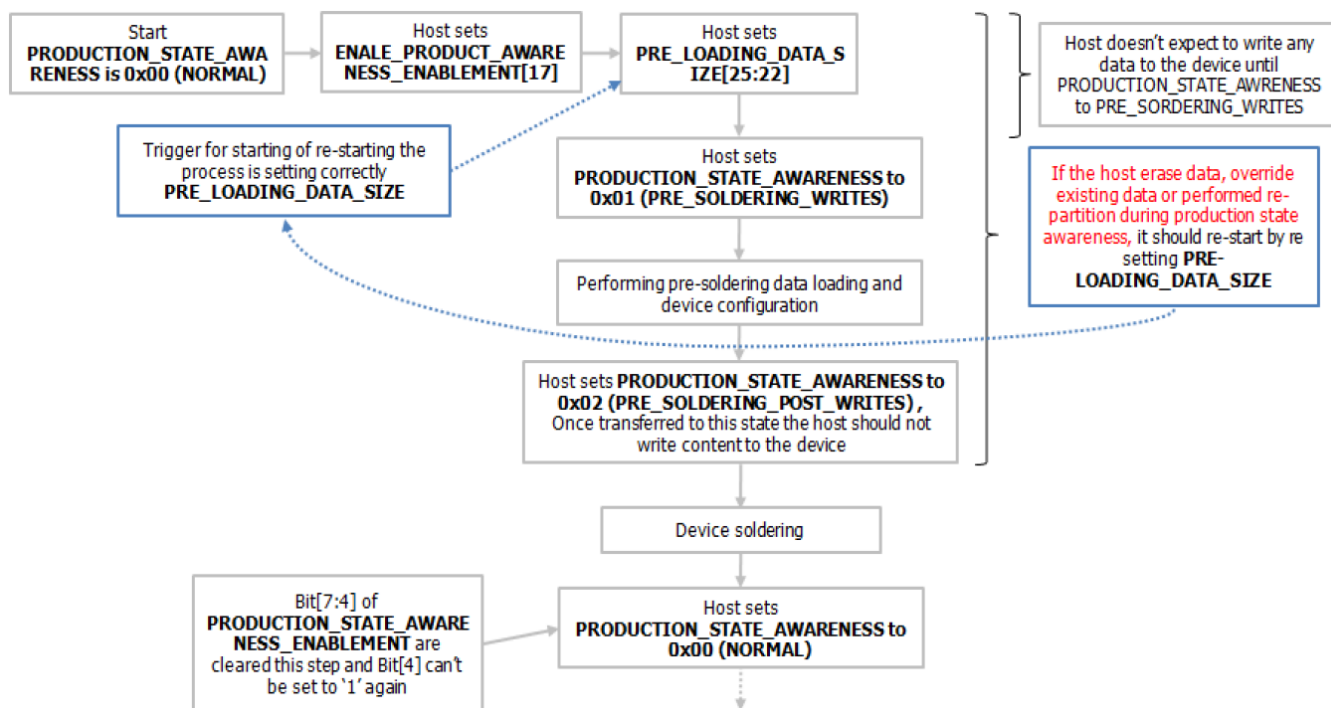 Start
PRODUCTION_STATE_AWA
RENESS is 0x00 (NORMAL)
Host sets
ENALE_PRODUCT_AWARE
NESS_ENABLEMENT[17]
Host sets
PRE_LOADING_DATA_S
IZE[25:22]
Host doesn’t expect to write any
data to the device until
PRODUCTION_STATE_AWRENESS
to PRE_SORDERING_WRITES
Trigger for starting of re-starting the
process is setting correctly
PRE_LOADING_DATA_SIZE
Host sets
PRODUCTION_STATE_AWARENESS to
0x01 (PRE_SOLDERING_WRITES)
If the host erase data, override
existing data or performed re-
partition during production state
awareness, it should re-start by re
setting PRE-
LOADING_DATA_SIZE
Performing pre-soldering data loading and
device configuration
Host sets PRODUCTION_STATE_AWARENESS to
0x02 (PRE_SOLDERING_POST_WRITES) ,
Once transferred to this state the host should not
write content to the device
Device soldering
Bit[7:4] of
PRODUCTION_STATE_AWARE
NESS_ENABLEMENT are
cleared this step and Bit[4] can’t
be set to ‘1’ again
Host sets
PRODUCTION_STATE_AWARENESS to
0x00 (NORMAL)